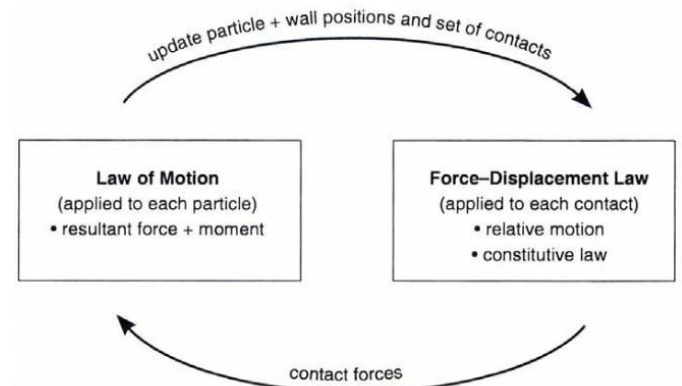 update particle + wall positions and set of contacts
Law of Motion
(applied to each particle)
• resultant force + moment
Force–Displacement Law
(applied to each contact)
• relative motion
• constitutive law
contact forces